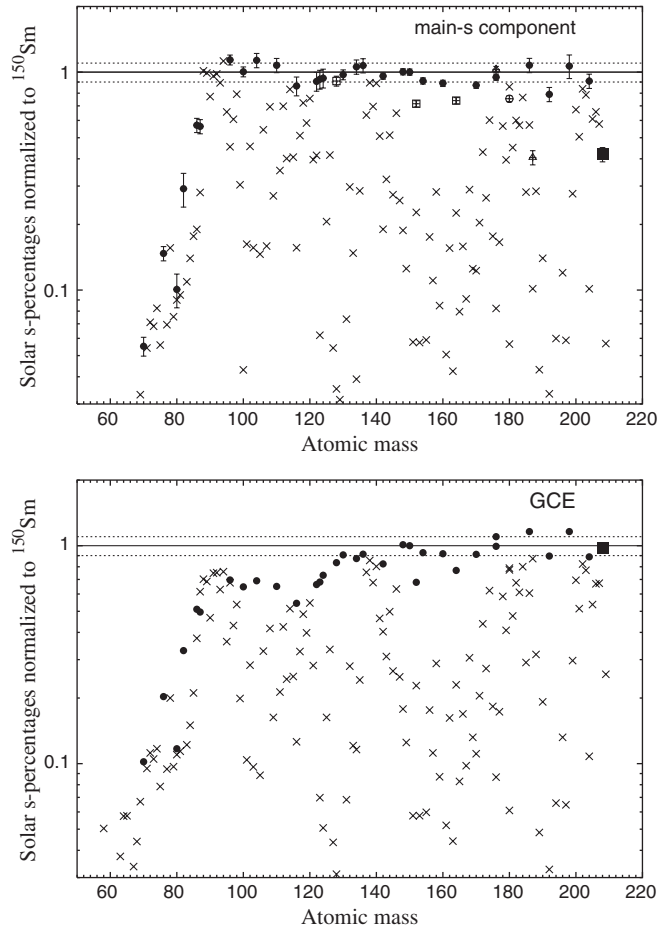 main-s component
Solar s-percentages normalized to ¹⁵⁰Sm
1
0.1
60 80 100 120 140 160 180 200 220
Atomic mass
GCE
Solar s-percentages normalized to ¹⁵⁰Sm
1
0.1
60 80 100 120 140 160 180 200 220
Atomic mass